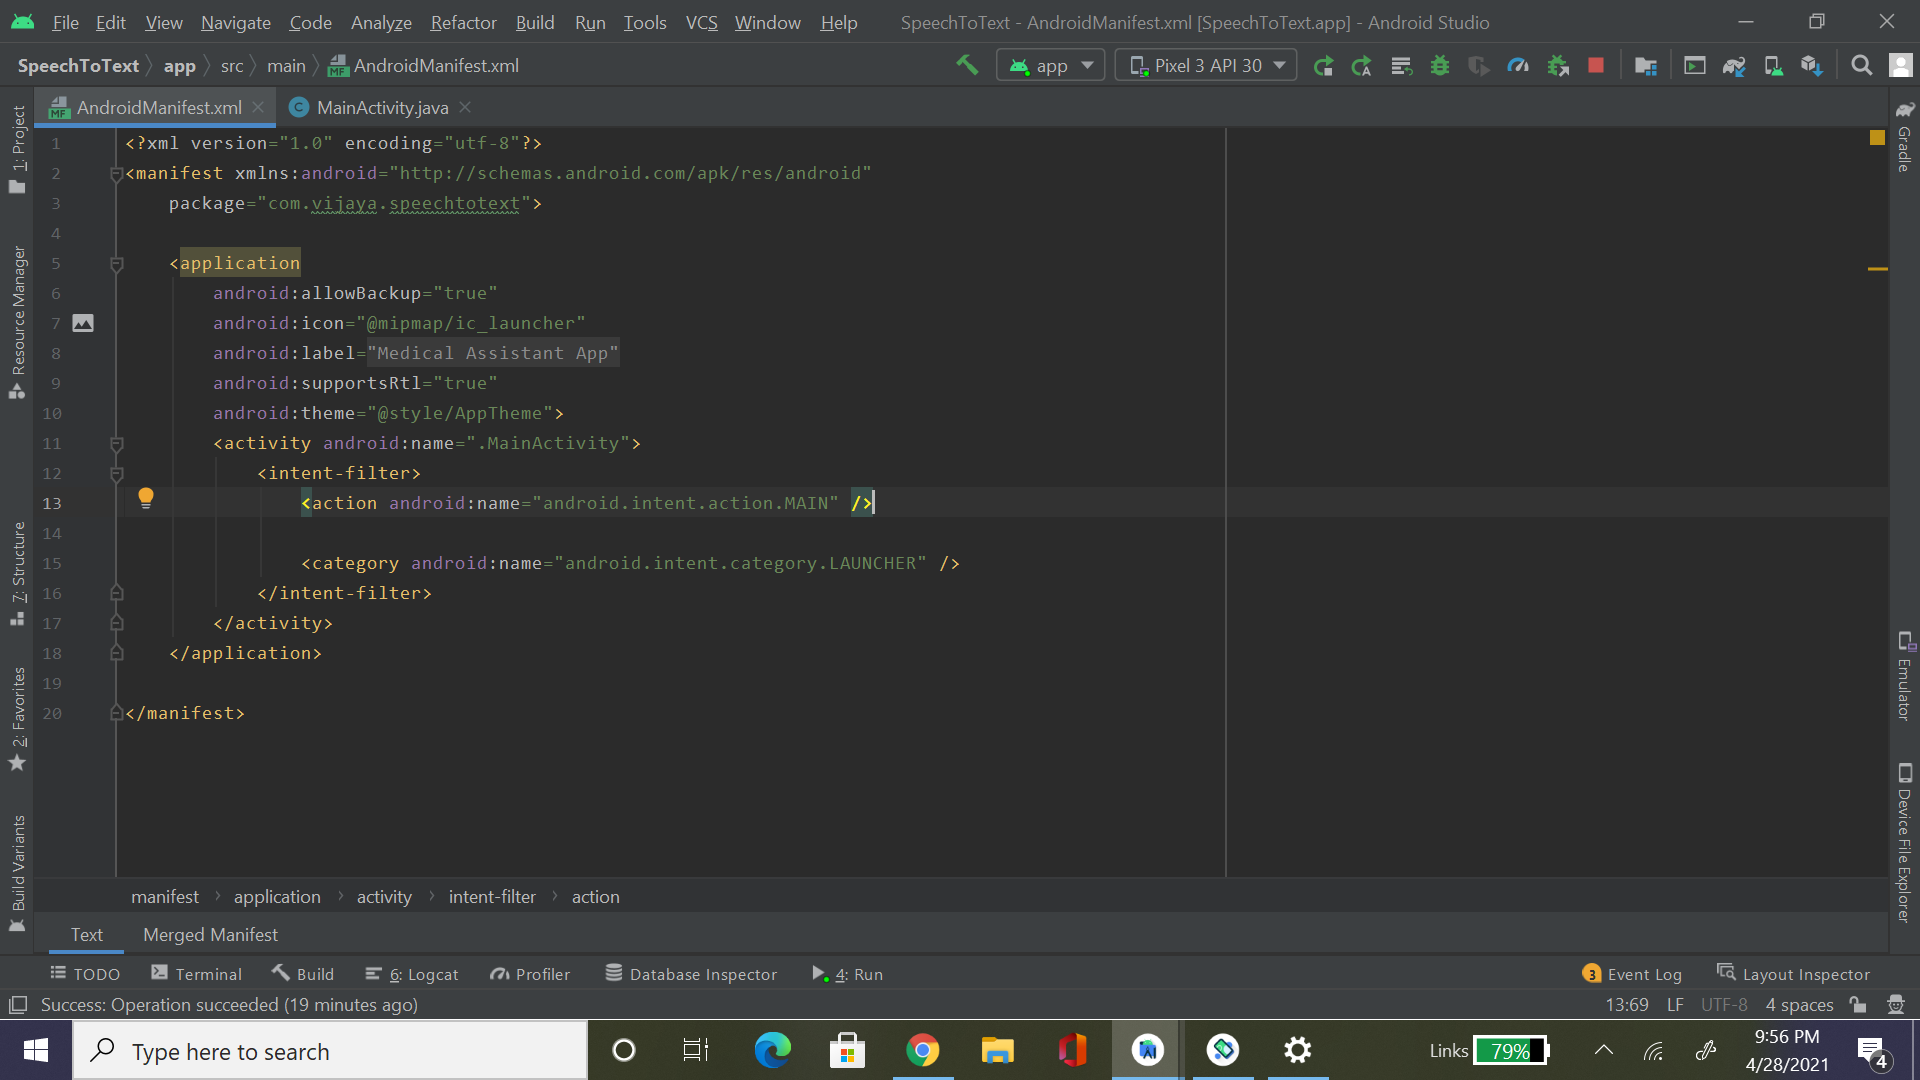 File Edit View Navigate Code Analyze Refactor Build Run Tools VCS Window Help SpeechToText - AndroidManifest.xml [SpeechToText.app] - Android Studio
SpeechToText app src main AndroidManifest.xml app Pixel 3 API 30
AndroidManifest.xml MainActivity.java
1 <?xml version="1.0" encoding="utf-8"?>
2 <manifest xmlns:android="http://schemas.android.com/apk/res/android"
3 package="com.vijaya.speechtotext">
4
5 <application
6 android:allowBackup="true"
7 android:icon="@mipmap/ic_launcher"
8 android:label="Medical Assistant App"
9 android:supportsRtl="true"
10 android:theme="@style/AppTheme">
11 <activity android:name=".MainActivity">
12 <intent-filter>
13 <action android:name="android.intent.action.MAIN" />
14
15 <category android:name="android.intent.category.LAUNCHER" />
16 </intent-filter>
17 </activity>
18 </application>
19
20 </manifest>
1: Project
Resource Manager
7: Structure
2: Favorites
Build Variants
Gradle
Emulator
Device File Explorer
manifest application activity intent-filter action
Text Merged Manifest
TODO Terminal Build 6: Logcat Profiler Database Inspector 4: Run 3 Event Log Layout Inspector
Success: Operation succeeded (19 minutes ago) 13:69 LF UTF-8 4 spaces
Type here to search Links 79% 9:56 PM
4/28/2021 4